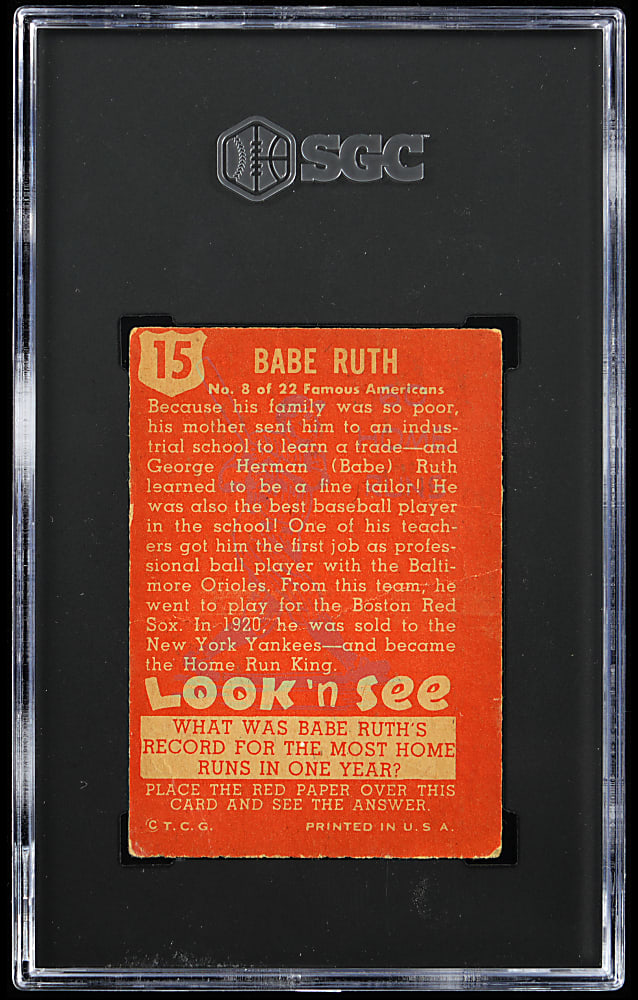 SGC
15
BABE RUTH
No. 8 of 22 Famous Americans
Because his family was so poor,
his mother sent him to an indus-
trial school to learn a trade—and
George Herman (Babe) Ruth
learned to be a fine tailor! He
was also the best baseball player
in the school! One of his teach-
ers got him the first job as profes-
sional ball player with the Balti-
more Orioles. From this team, he
went to play for the Boston Red
Sox. In 1920, he was sold to the
New York Yankees—and became
the Home Run King.
LOOK 'n See
WHAT WAS BABE RUTH'S
RECORD FOR THE MOST HOME
RUNS IN ONE YEAR?
PLACE THE RED PAPER OVER THIS
CARD AND SEE THE ANSWER.
© T. C. G.
PRINTED IN U. S. A.